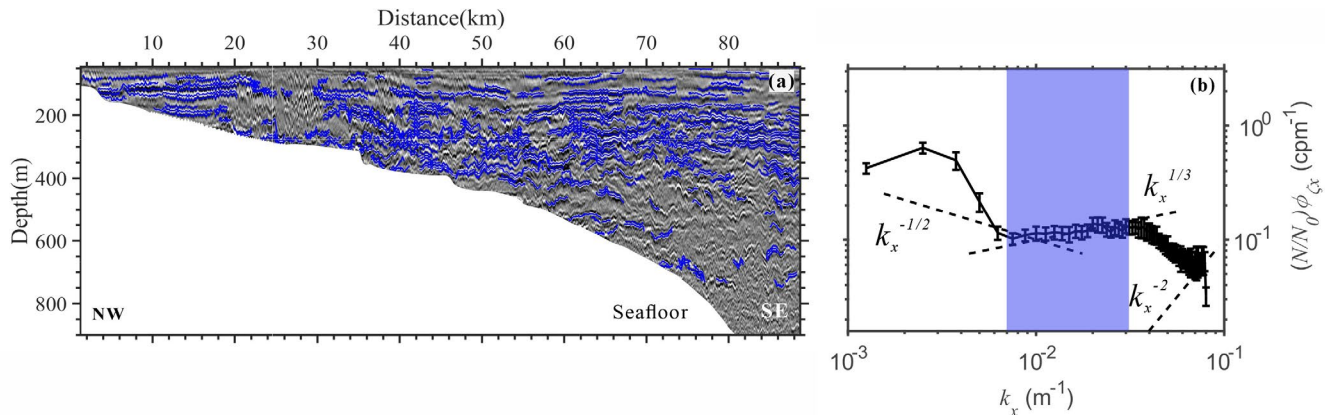 Distance(km)
10 20 30 40 50 60 70 80
(a)
200
400
600
800
Depth(m)
NW
Seafloor
SE
(b)
10^0
10^-1
(N/N_0)φ_ζx (cpm^-1)
k_x^1/3
k_x^-1/2
k_x^-2
10^-3 10^-2 10^-1
k_x (m^-1)